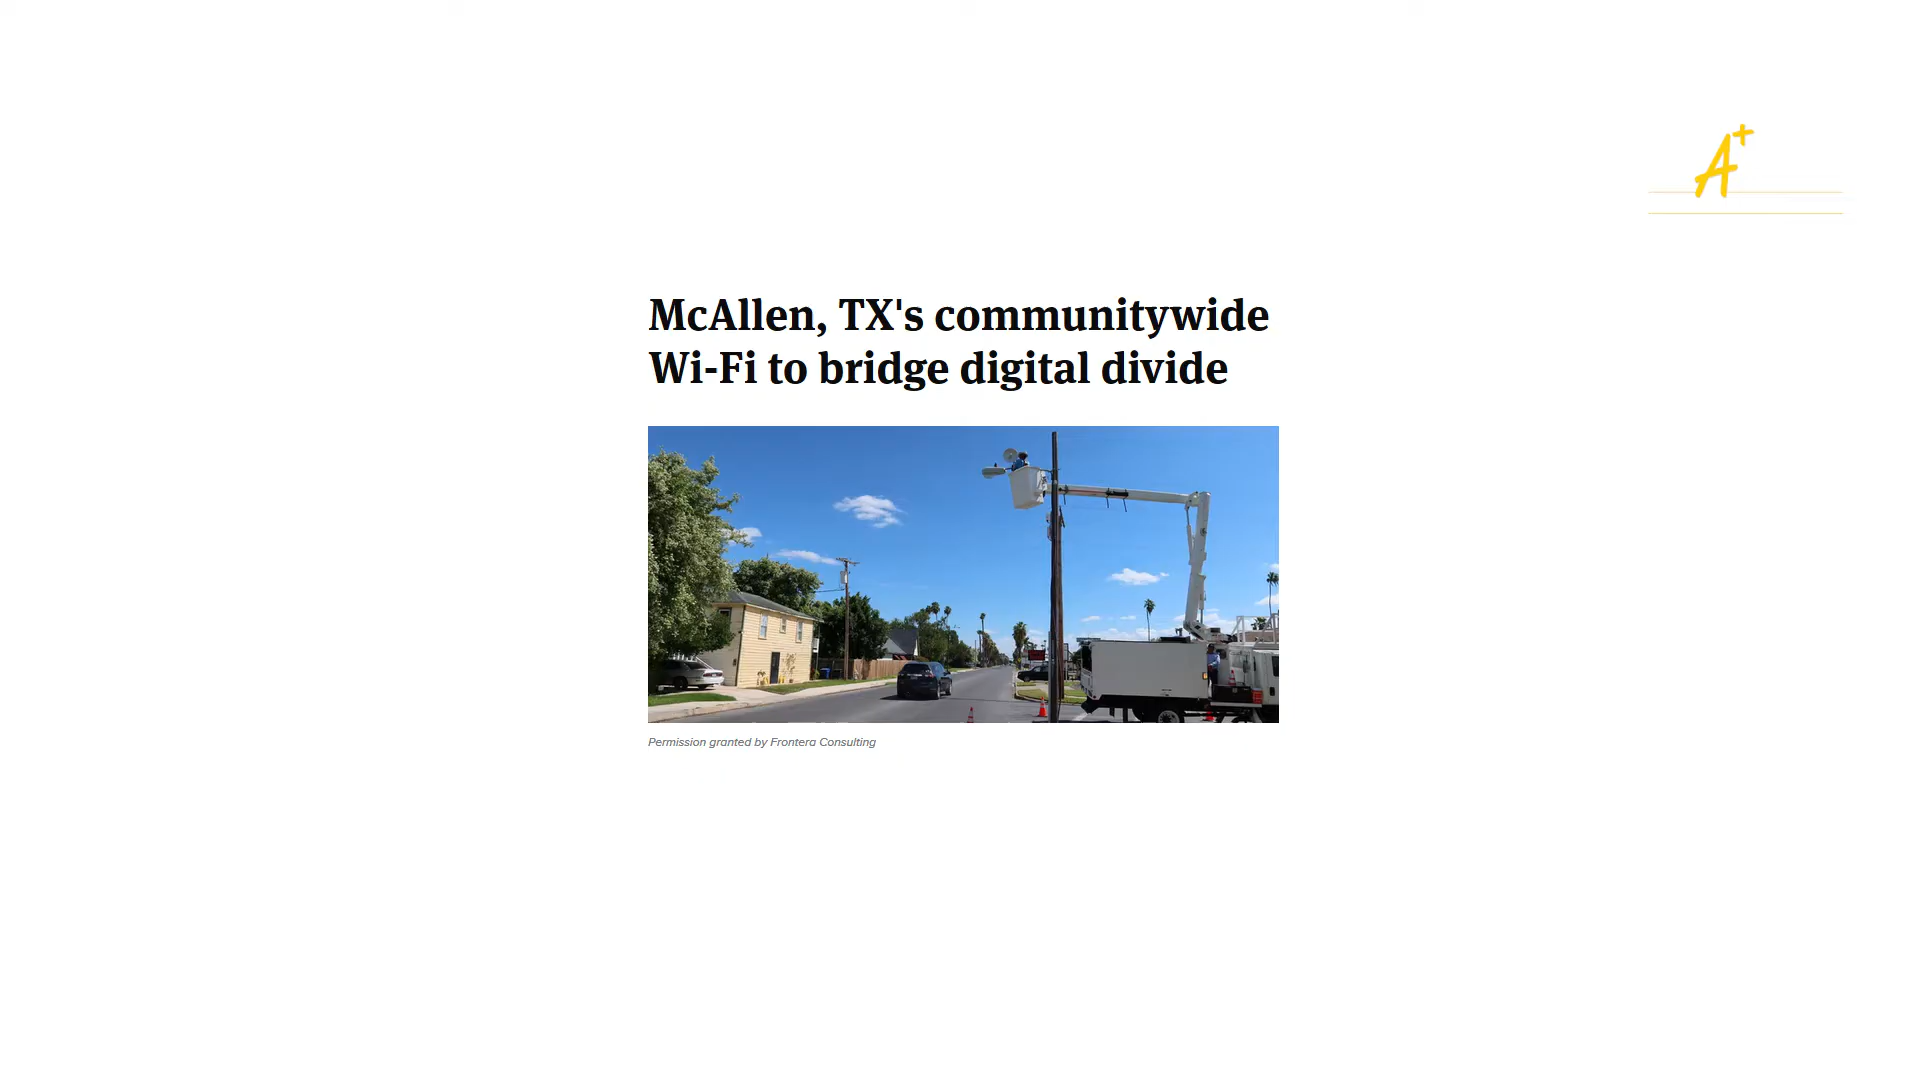 A+
McAllen, TX's communitywide
Wi-Fi to bridge digital divide
Permission granted by Frontera Consulting